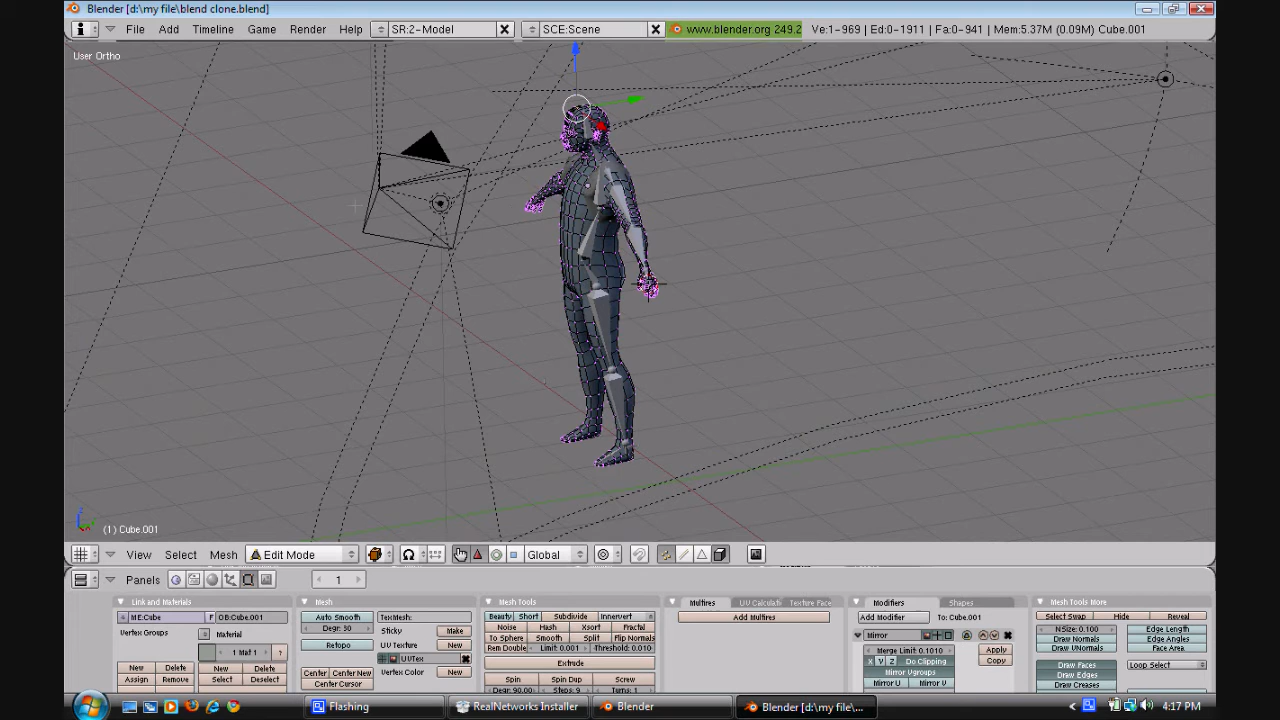 Blender [d:\my file\blend clone.blend]
File Add Timeline Game Render Help SR:2-Model SCE:Scene www.blender.org 249.2 Ve:1-969 | Ed:0-1911 | Fa:0-941 | Mem:5.37M (0.09M) Cube.001
User Ortho
(1) Cube.001
View Select Mesh Edit Mode Global
Panels 1
Link and Materials Mesh Mesh Tools Multires UV Calculati Texture Face Modifiers Shapes Mesh Tools More
ME:Cube F OB:Cube.001 Auto Smooth TexMesh: Beauty Short Subdivide Innervert Add Multires Add Modifier To: Cube.001 Select Swap Hide Reveal
Vertex Groups Material Degr: 30 Sticky Make Noise Hash Xsort Fractal Mirror NSize: 0.100 Edge Length
Retopo UV Texture New To Sphere Smooth Split Flip Normals Merge Limit: 0.1010 Apply Draw Normals Edge Angles
1 Mat 1 ? UVTex Rem Double Limit: 0.001 Threshold: 0.010 X Y Z Do Clipping Copy Draw VNormals Face Area
New Delete New Delete Center Center New Vertex Color New Extrude Mirror Vgroups Draw Faces Loop Select
Assign Remove Select Deselect Center Cursor Spin Spin Dup Screw Mirror U Mirror V Draw Edges
Degr: 90.00 Steps: 9 Turns: 1 Draw Creases
Flashing RealNetworks Installer Blender Blender [d:\my file\... 4:17 PM